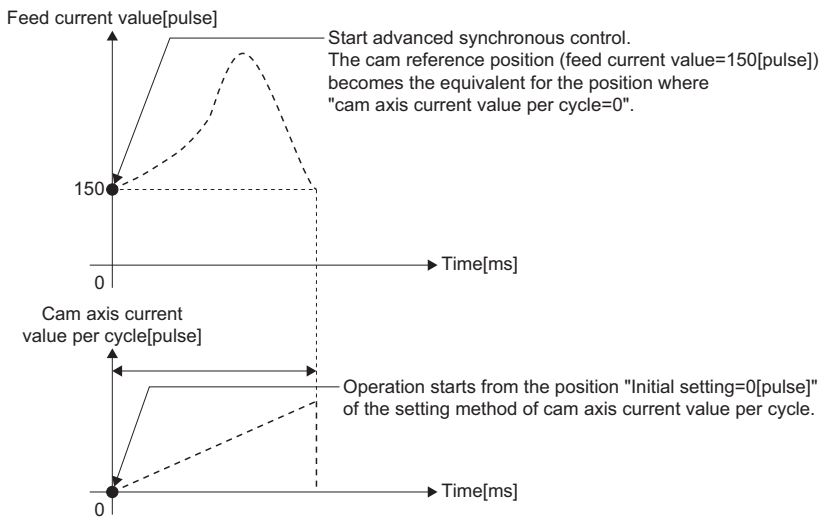 Feed current value[pulse]
Start advanced synchronous control.
The cam reference position (feed current value=150[pulse])
becomes the equivalent for the position where
"cam axis current value per cycle=0".
150
Time[ms]
0
Cam axis current
value per cycle[pulse]
Operation starts from the position "Initial setting=0[pulse]"
of the setting method of cam axis current value per cycle.
Time[ms]
0